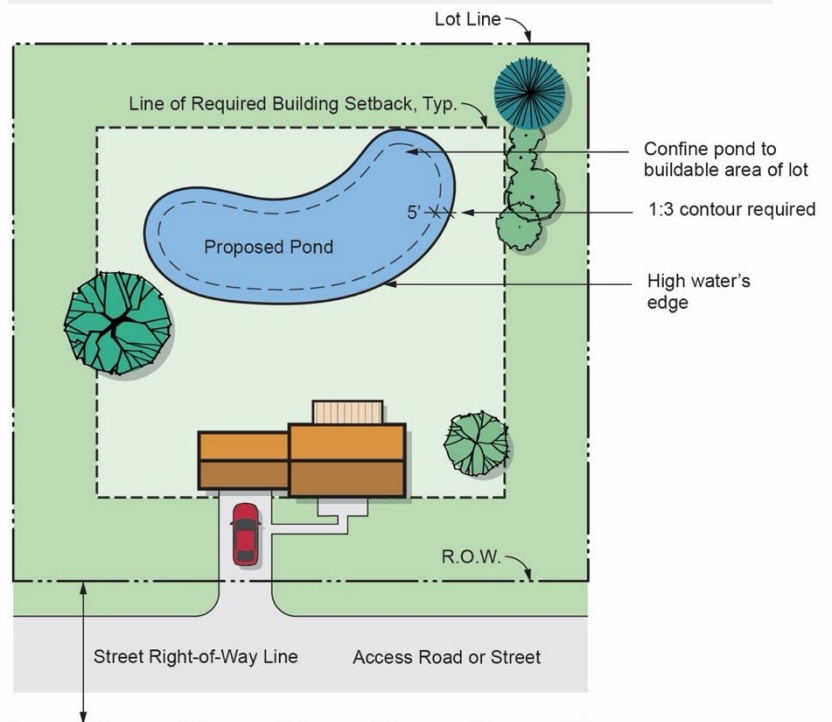 Lot Line
Line of Required Building Setback, Typ.
Confine pond to
buildable area of lot
5’
1:3 contour required
Proposed Pond
High water’s
edge
R.O.W.
Street Right-of-Way Line
Access Road or Street